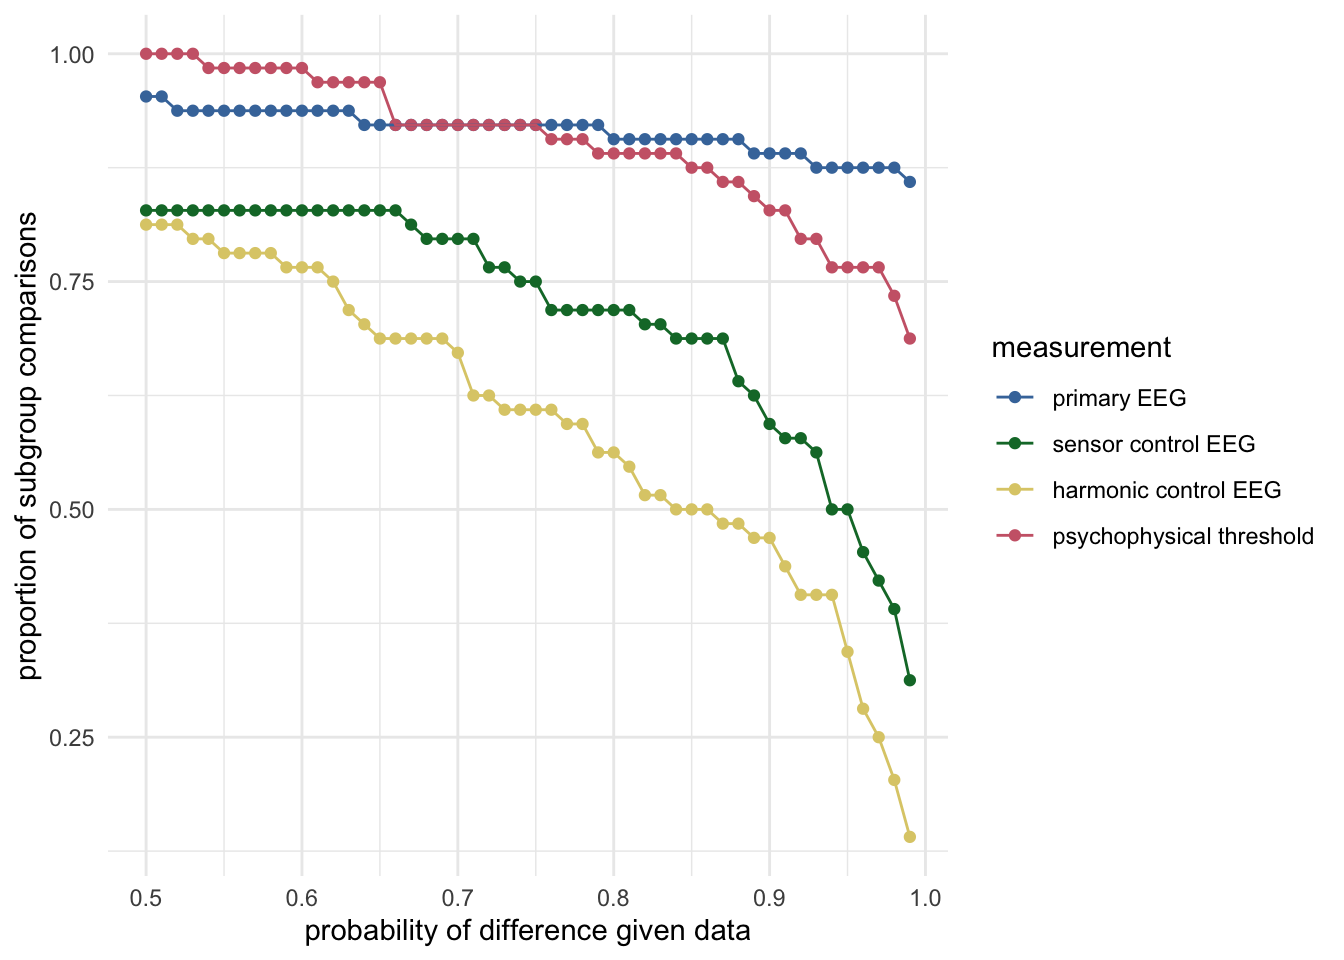 1.00
0.75
0.50
0.25
proportion of subgroup comparisons
0.5 0.6 0.7 0.8 0.9 1.0
probability of difference given data
measurement
primary EEG
sensor control EEG
harmonic control EEG
psychophysical threshold